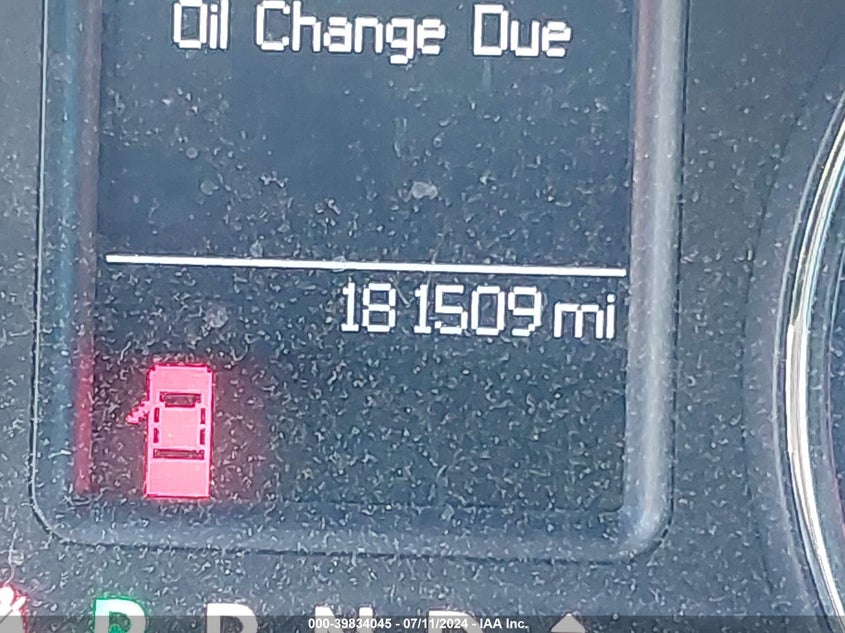 Oil Change Due
181509 mi
P R N D
000-39834045 - 07/11/2024 - IAA Inc.